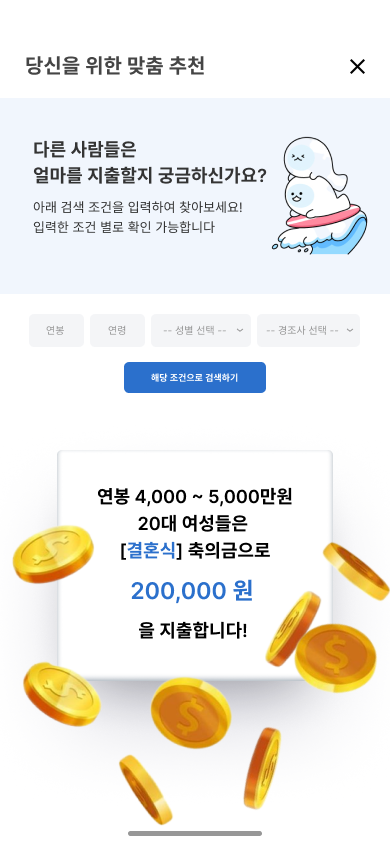 당신을 위한 맞춤 추천
다른 사람들은
얼마를 지출할지 궁금하신가요?
아래 검색 조건을 입력하여 찾아보세요!
입력한 조건 별로 확인 가능합니다
연봉
연령
-- 성별 선택 --
-- 경조사 선택 --
해당 조건으로 검색하기
연봉 4,000 ~ 5,000만원
20대 여성들은
[결혼식] 축의금으로
200,000 원
을 지출합니다!